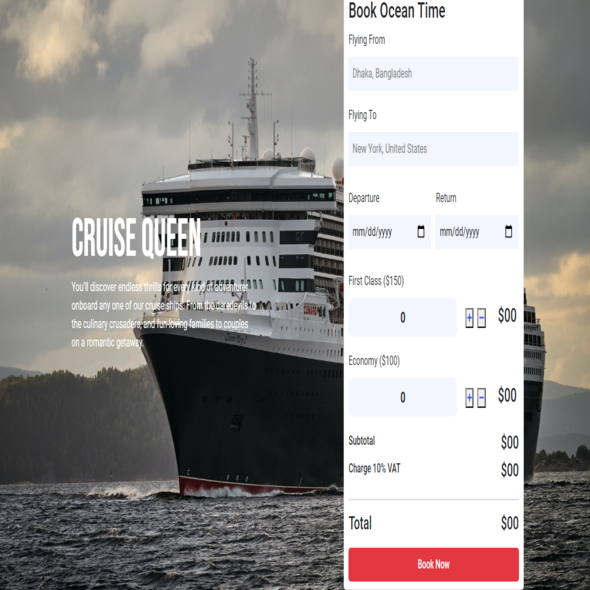 Book Ocean Time
Flying From
Dhaka, Bangladesh
Flying To
New York, United States
Departure Return
mm/dd/yyyy mm/dd/yyyy
First Class ($150)
0 + − $00
Economy ($100)
0 + − $00
Subtotal $00
Charge 10% VAT $00
Total $00
Book Now
CRUISE QUEEN
You'll discover endless thrills for every kind of adventurer
onboard any one of our cruise ships. From the daredevils to
the culinary crusaders, and fun-loving families to couples
on a romantic getaway.